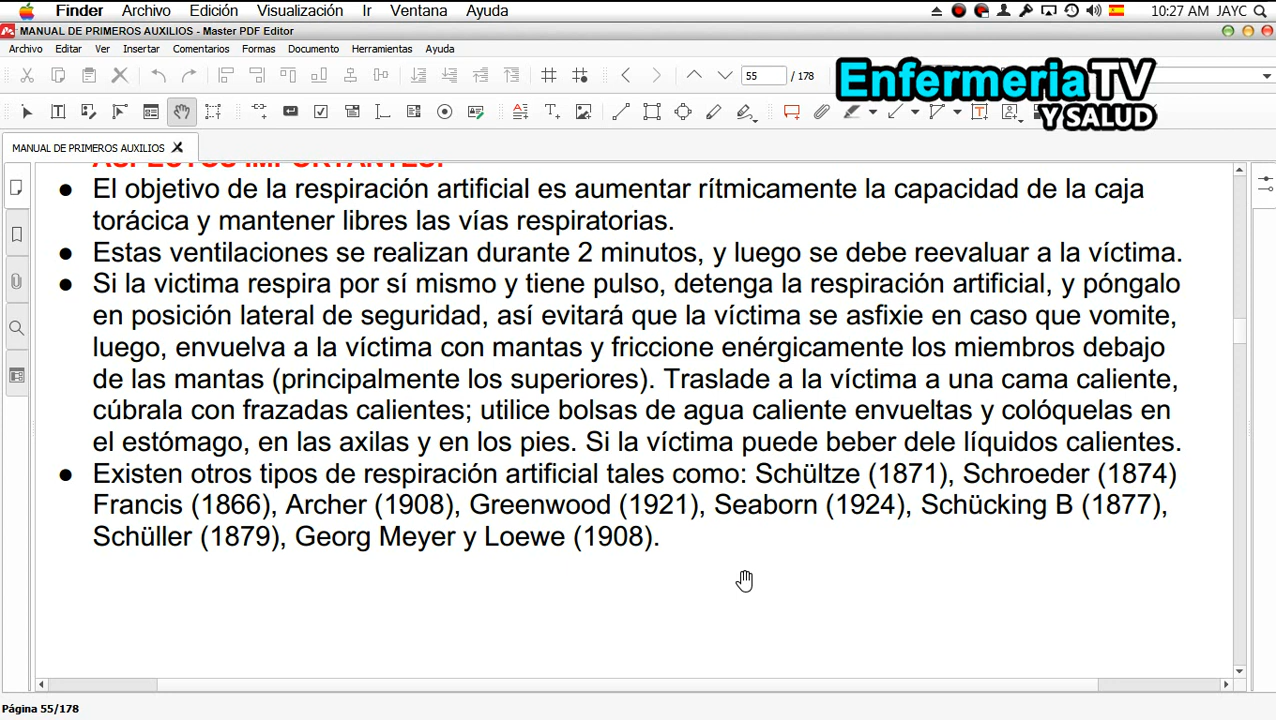 Finder Archivo Edición Visualización Ir Ventana Ayuda 10:27 AM JAYC
MANUAL DE PRIMEROS AUXILIOS - Master PDF Editor
Archivo Editar Ver Insertar Comentarios Formas Documento Herramientas Ayuda
55 / 178
EnfermeriaTV
Y SALUD
MANUAL DE PRIMEROS AUXILIOS
ASPECTOS IMPORTANTES:
● El objetivo de la respiración artificial es aumentar rítmicamente la capacidad de la caja
torácica y mantener libres las vías respiratorias.
● Estas ventilaciones se realizan durante 2 minutos, y luego se debe reevaluar a la víctima.
● Si la victima respira por sí mismo y tiene pulso, detenga la respiración artificial, y póngalo
en posición lateral de seguridad, así evitará que la víctima se asfixie en caso que vomite,
luego, envuelva a la víctima con mantas y friccione enérgicamente los miembros debajo
de las mantas (principalmente los superiores). Traslade a la víctima a una cama caliente,
cúbrala con frazadas calientes; utilice bolsas de agua caliente envueltas y colóquelas en
el estómago, en las axilas y en los pies. Si la víctima puede beber dele líquidos calientes.
● Existen otros tipos de respiración artificial tales como: Schültze (1871), Schroeder (1874)
Francis (1866), Archer (1908), Greenwood (1921), Seaborn (1924), Schücking B (1877),
Schüller (1879), Georg Meyer y Loewe (1908).
Página 55/178